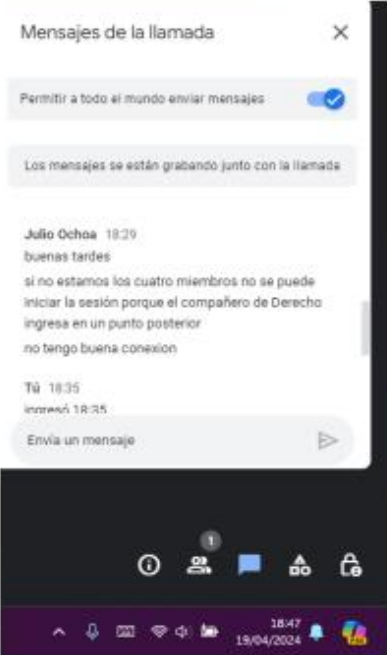 Mensajes de la llamada
Permitir a todo el mundo enviar mensajes
Los mensajes se están grabando junto con la llamada
Julio Ochoa 18:29
buenas tardes
si no estamos los cuatro miembros no se puede
iniciar la sesión porque el compañero de Derecho
ingresa en un punto posterior
no tengo buena conexion
Tú 18:35
ingresó 18:35
Envía un mensaje
1
18:47
19/04/2024